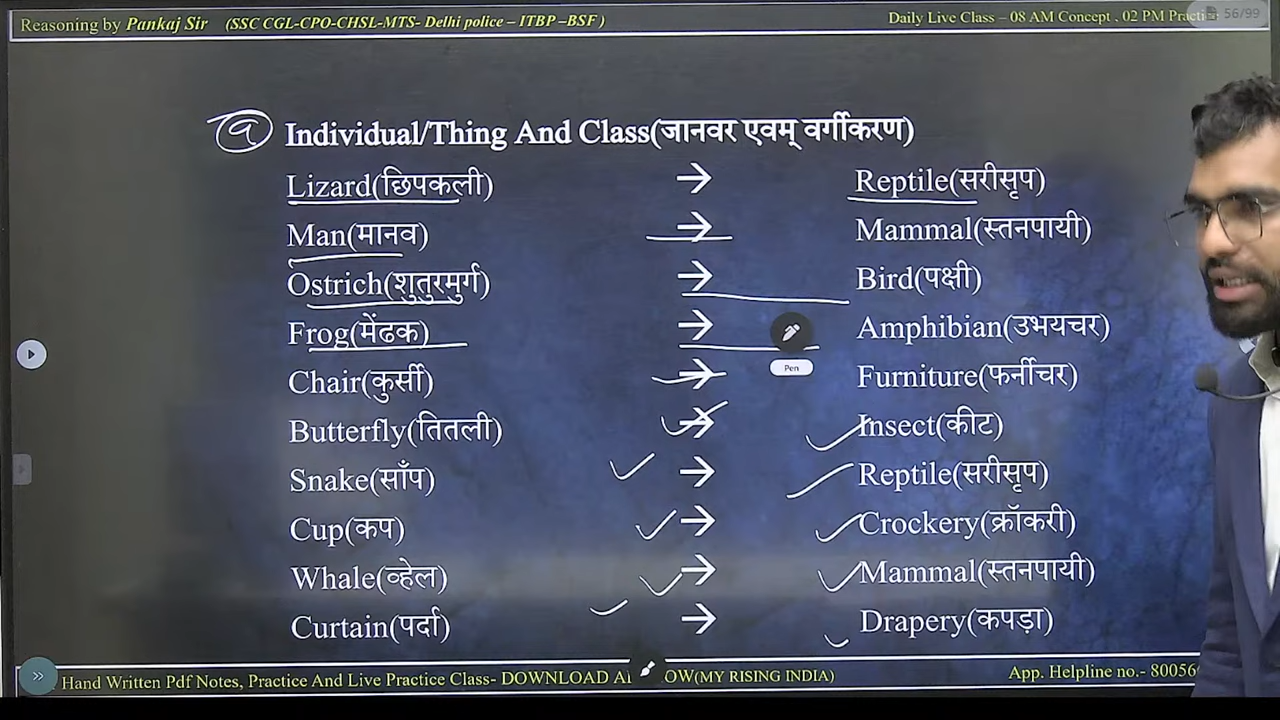 Reasoning by Pankaj Sir (SSC CGL-CPO-CHSL-MTS- Delhi police – ITBP –BSF )
Daily Live Class – 08 AM Concept , 02 PM
56/99
Individual/Thing And Class(जानवर एवम् वर्गीकरण)
Lizard(छिपकली) → Reptile(सरीसृप)
Man(मानव) → Mammal(स्तनपायी)
Ostrich(शुतुरमुर्ग) → Bird(पक्षी)
Frog(मेंढक) → Amphibian(उभयचर)
Pen
Chair(कुर्सी) → Furniture(फर्नीचर)
Butterfly(तितली) → Insect(कीट)
Snake(साँप) → Reptile(सरीसृप)
Cup(कप) → Crockery(क्रॉकरी)
Whale(व्हेल) → Mammal(स्तनपायी)
Curtain(पर्दा) → Drapery(कपड़ा)
Hand Written Pdf Notes, Practice And Live Practice Class- DOWNLOAD (MY RISING INDIA)
App. Helpline no.- 80056